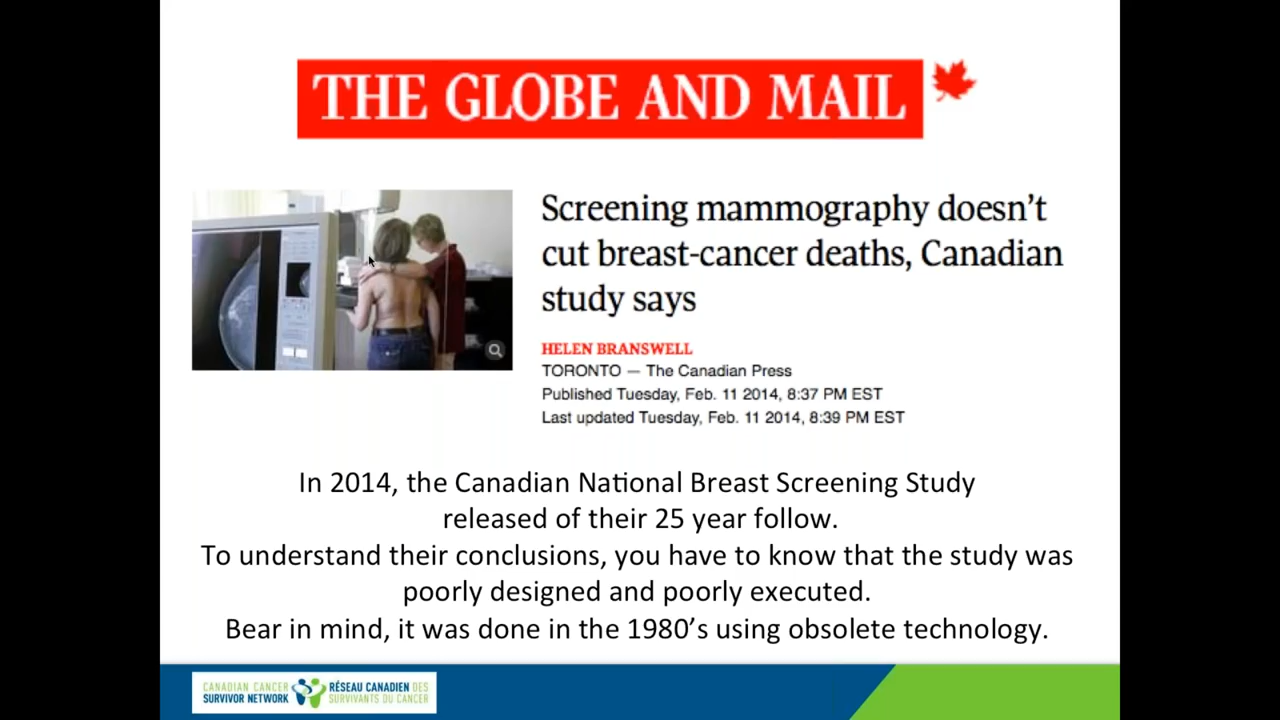 THE GLOBE AND MAIL
Screening mammography doesn't
cut breast-cancer deaths, Canadian
study says
HELEN BRANSWELL
TORONTO — The Canadian Press
Published Tuesday, Feb. 11 2014, 8:37 PM EST
Last updated Tuesday, Feb. 11 2014, 8:39 PM EST
In 2014, the Canadian National Breast Screening Study
released of their 25 year follow.
To understand their conclusions, you have to know that the study was
poorly designed and poorly executed.
Bear in mind, it was done in the 1980's using obsolete technology.
CANADIAN CANCER
SURVIVOR NETWORK
RÉSEAU CANADIEN DES
SURVIVANTS DU CANCER